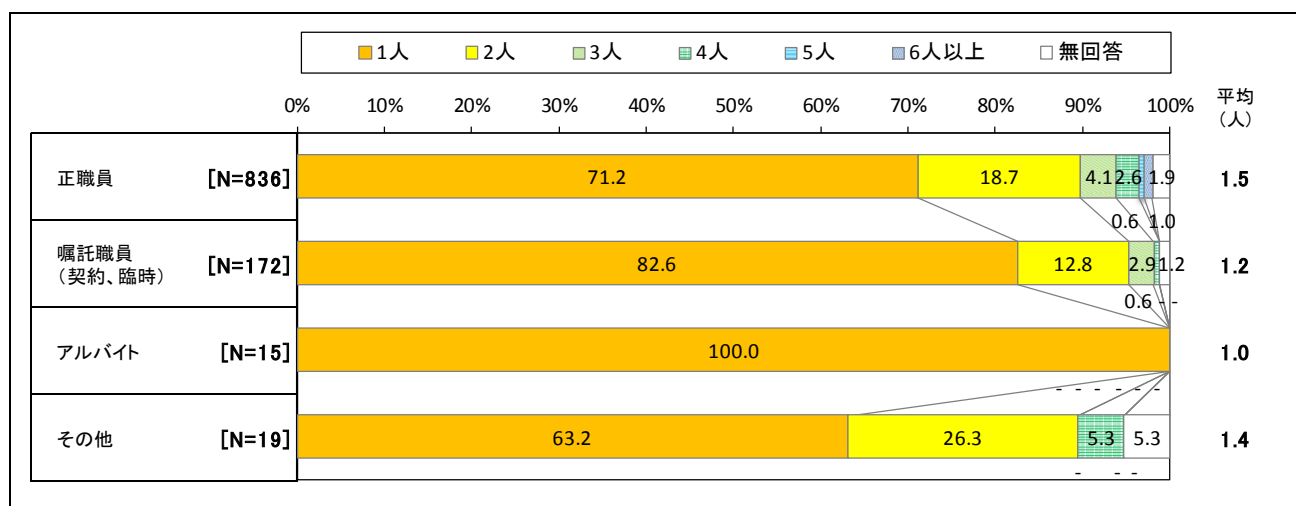 1人 2人 3人 4人 5人 6人以上 無回答
0% 10% 20% 30% 40% 50% 60% 70% 80% 90% 100%
平均
（人）
正職員 [N=836] 71.2 18.7 4.1 2.6 1.9 1.5
0.6 1.0
嘱託職員
（契約、臨時） [N=172] 82.6 12.8 2.9 1.2 1.2
0.6 - -
アルバイト [N=15] 100.0 1.0
- - - - - -
その他 [N=19] 63.2 26.3 5.3 5.3 1.4
- - -